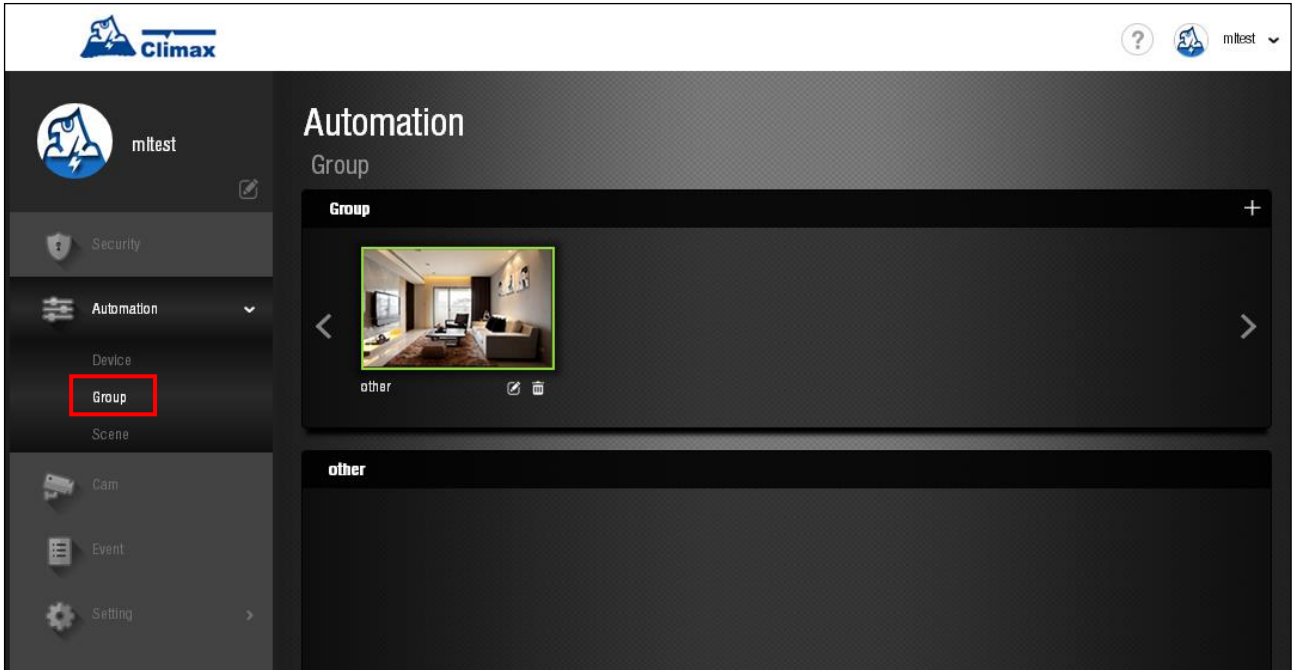 Climax
?
mltest
mltest
Automation
Group
Security
Automation
Device
Group
Scene
Cam
Event
Setting
Group
+
other
other